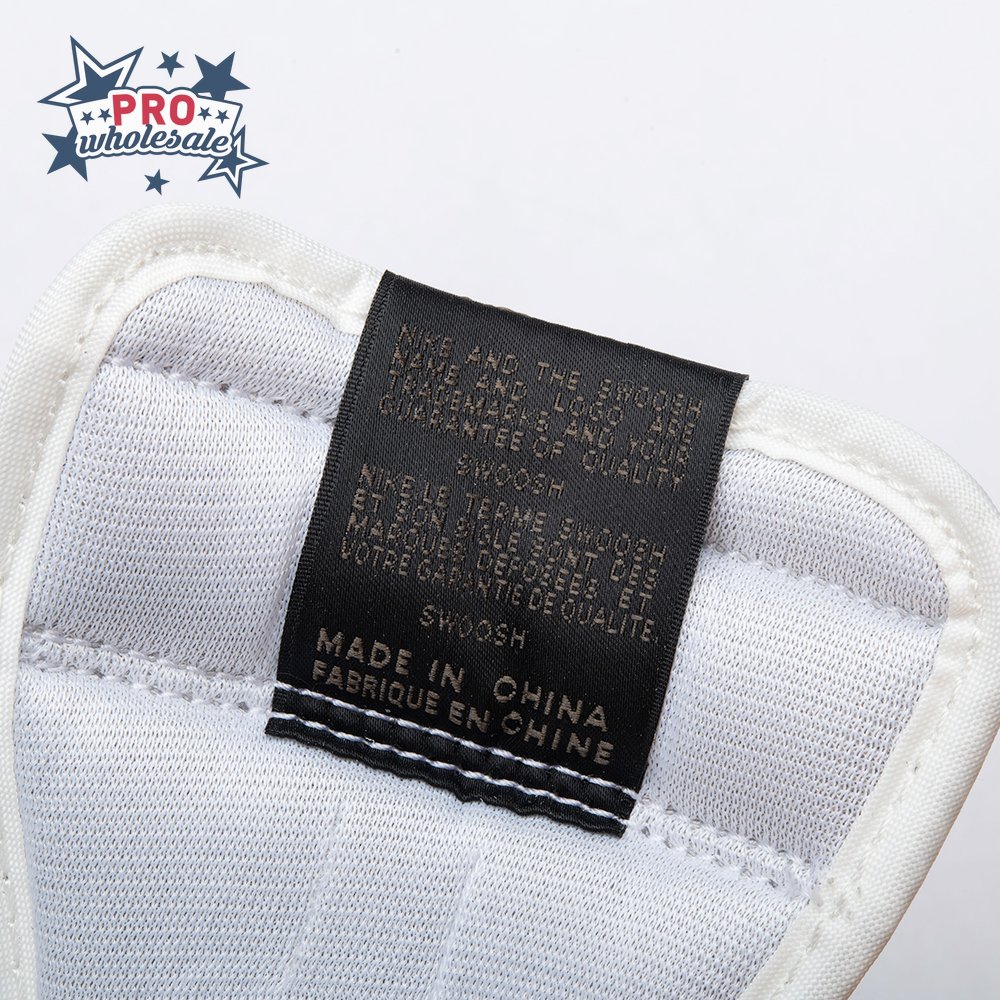 PRO
wholesale
NIKE AND THE SWOOSH
NAME AND LOGO ARE
TRADEMARKS AND YOUR
GUARANTEE OF QUALITY
SWOOSH
NIKE LE TERME SWOOSH
ET SON SIGLE SONT DES
MARQUES DEPOSEES ET
VOTRE GARANTIE DE QUALITE.
SWOOSH
MADE IN CHINA
FABRIQUE EN CHINE